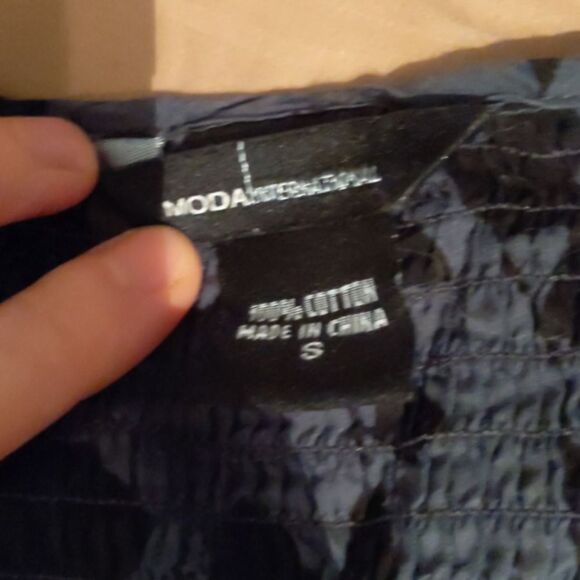 MODA INTERNATIONAL
100% COTTON
MADE IN CHINA
S